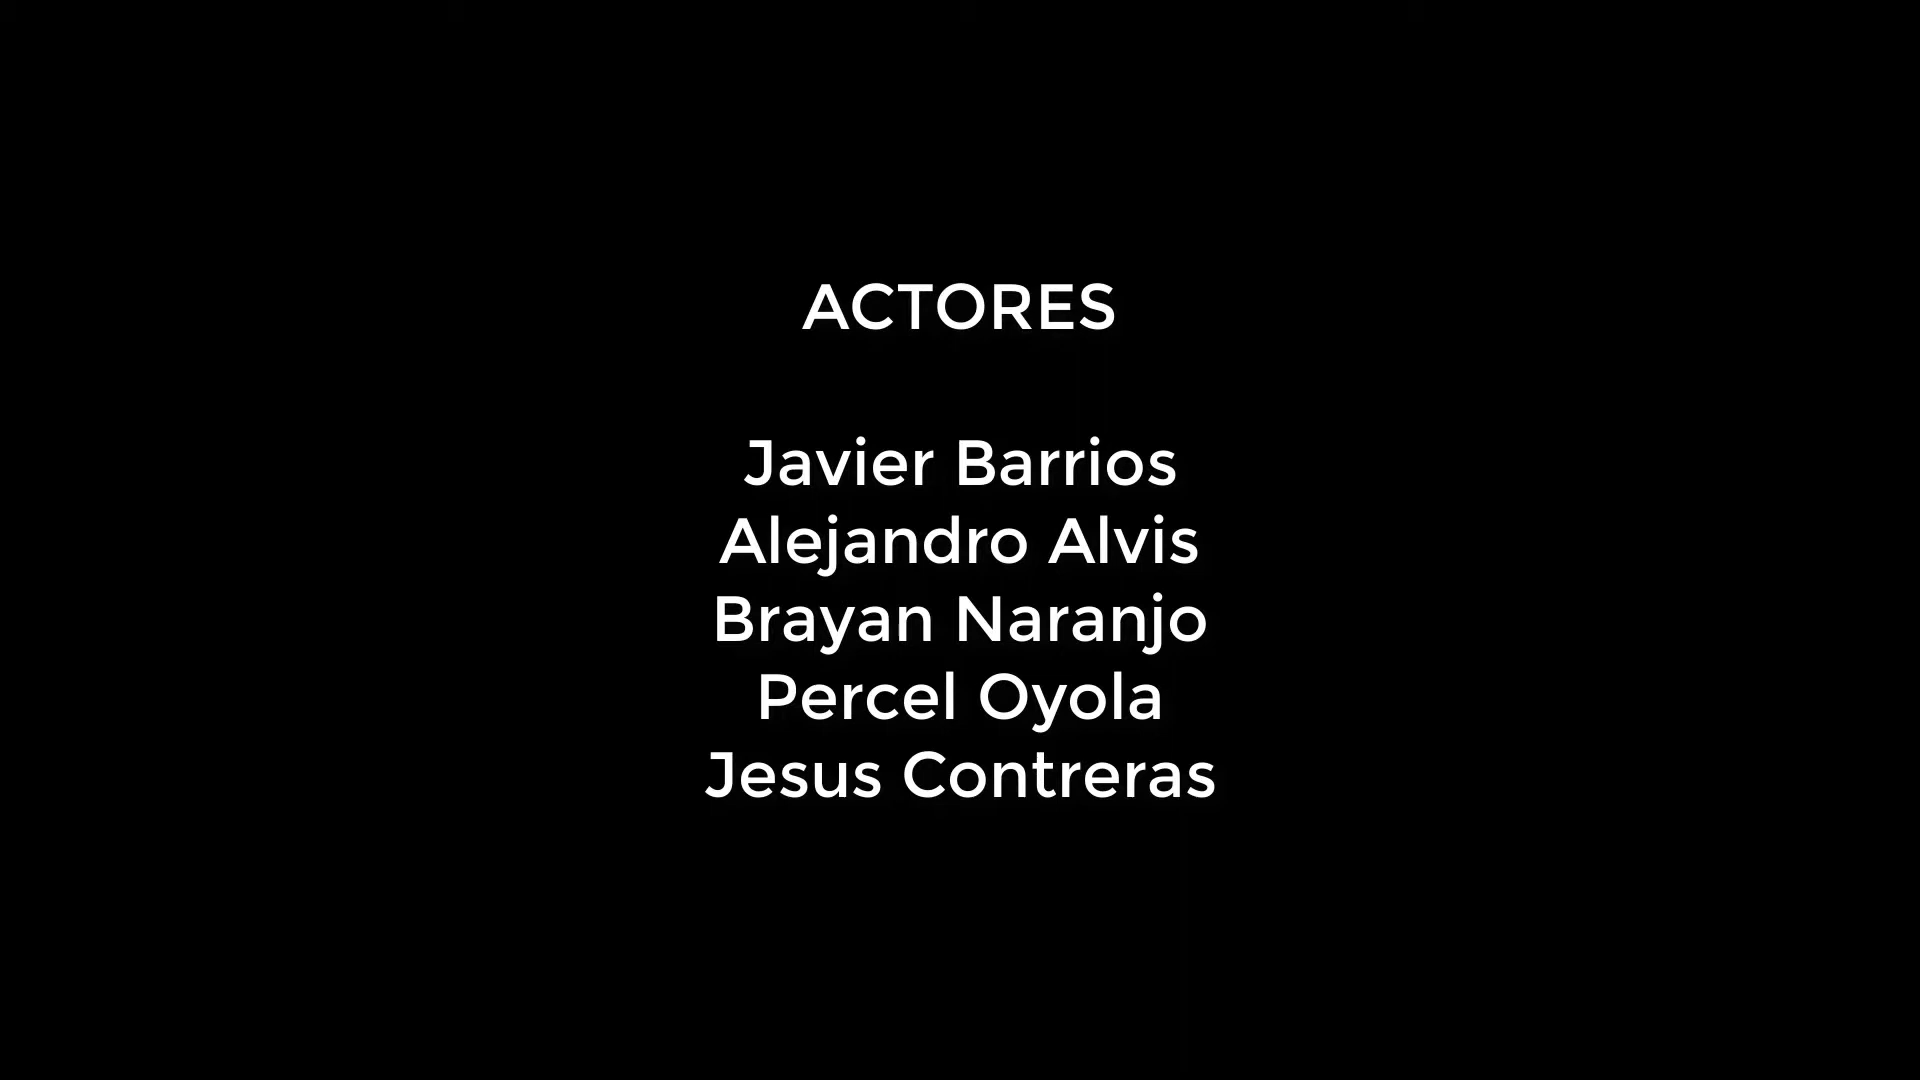 ACTORES
Javier Barrios
Alejandro Alvis
Brayan Naranjo
Percel Oyola
Jesus Contreras